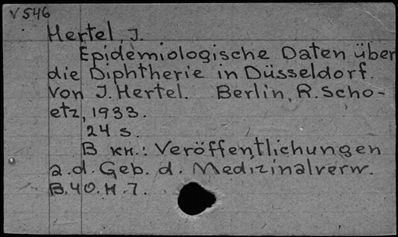 V 546
Hertel, J.
Epidemiologische Daten über
die Diphtherie in Düsseldorf.
Von J. Hertel. Berlin, R. Scho-
etz, 1933.
24 s.
В кн.: Veröffentlichungen
a. d. Geb. d. Medizinalverw.
B. 40. H. 7.